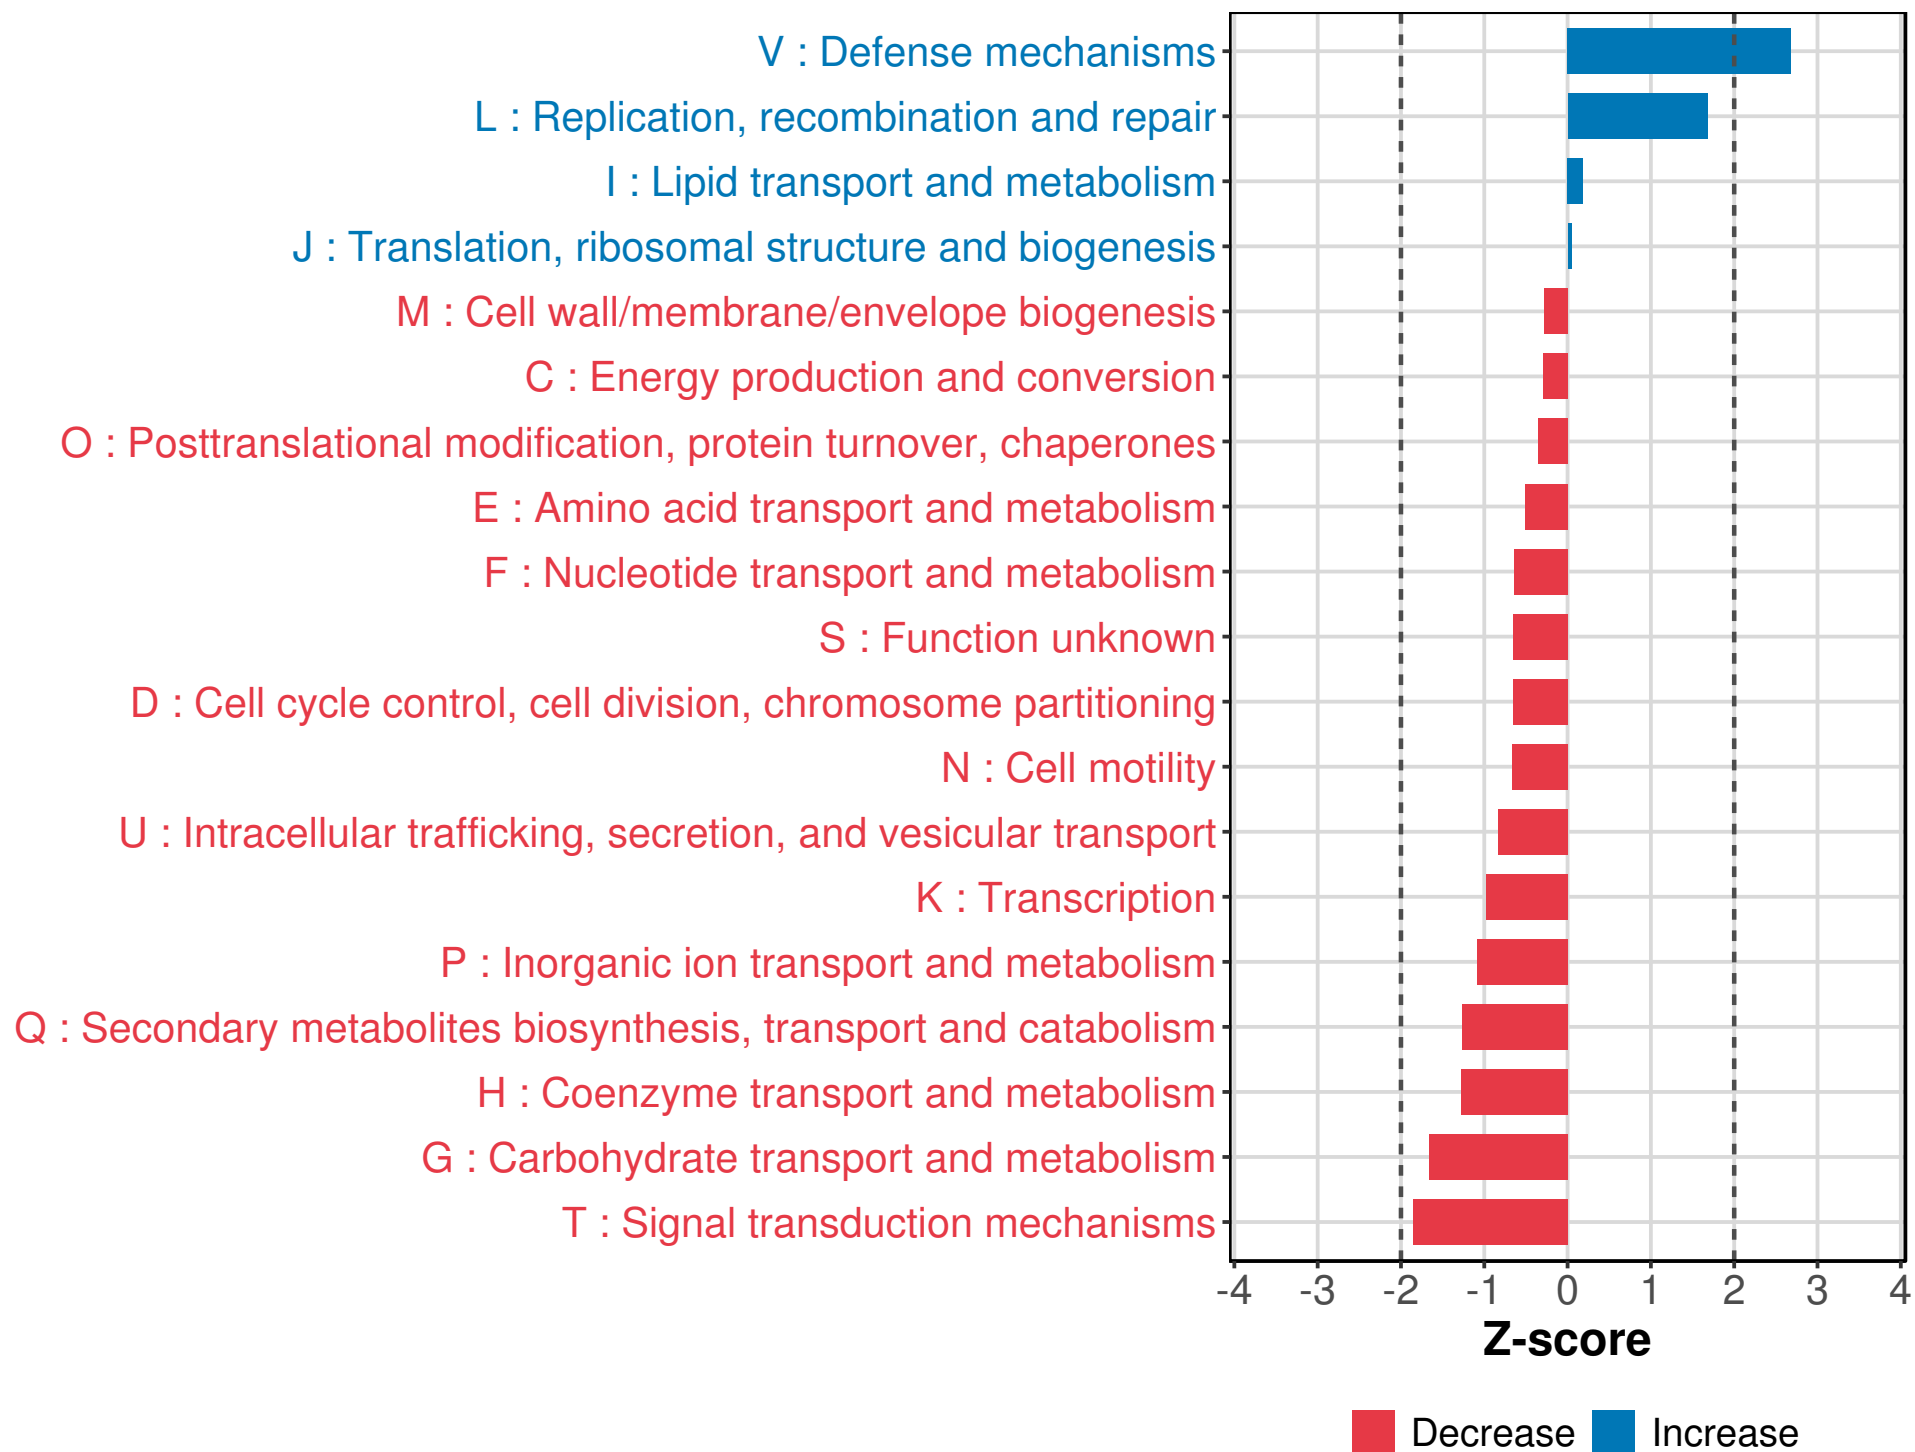 V : Defense mechanisms
L : Replication, recombination and repair
I : Lipid transport and metabolism
J : Translation, ribosomal structure and biogenesis
M : Cell wall/membrane/envelope biogenesis
C : Energy production and conversion
O : Posttranslational modification, protein turnover, chaperones
E : Amino acid transport and metabolism
F : Nucleotide transport and metabolism
S : Function unknown
D : Cell cycle control, cell division, chromosome partitioning
N : Cell motility
U : Intracellular trafficking, secretion, and vesicular transport
K : Transcription
P : Inorganic ion transport and metabolism
Q : Secondary metabolites biosynthesis, transport and catabolism
H : Coenzyme transport and metabolism
G : Carbohydrate transport and metabolism
T : Signal transduction mechanisms
-4 -3 -2 -1 0 1 2 3 4
Z-score
Decrease Increase